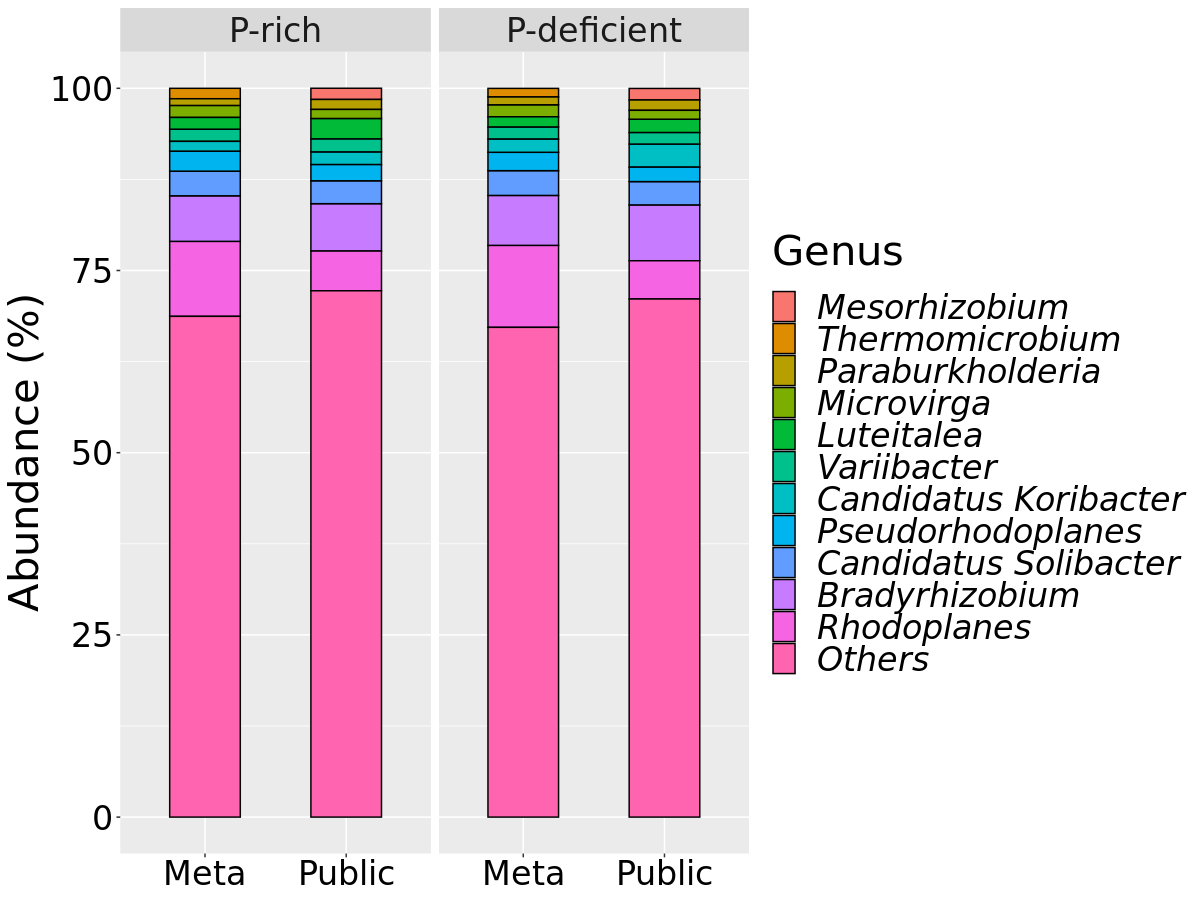 P-rich
P-deficient
100
75
50
25
0
Abundance (%)
Meta
Public
Meta
Public
Genus
Mesorhizobium
Thermomicrobium
Paraburkholderia
Microvirga
Luteitalea
Variibacter
Candidatus Koribacter
Pseudorhodoplanes
Candidatus Solibacter
Bradyrhizobium
Rhodoplanes
Others